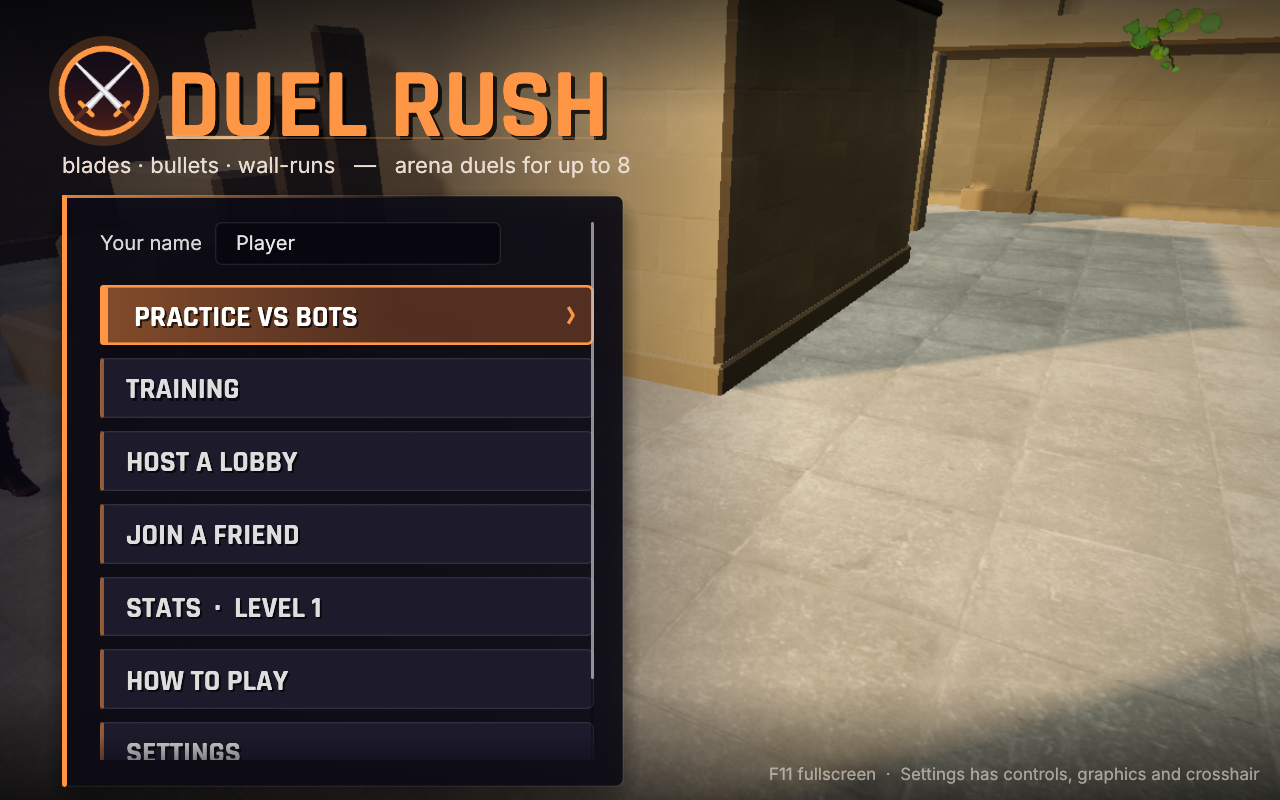 DUEL RUSH
blades · bullets · wall-runs — arena duels for up to 8
Your name Player
PRACTICE VS BOTS ›
TRAINING
HOST A LOBBY
JOIN A FRIEND
STATS · LEVEL 1
HOW TO PLAY
SETTINGS
F11 fullscreen · Settings has controls, graphics and crosshair